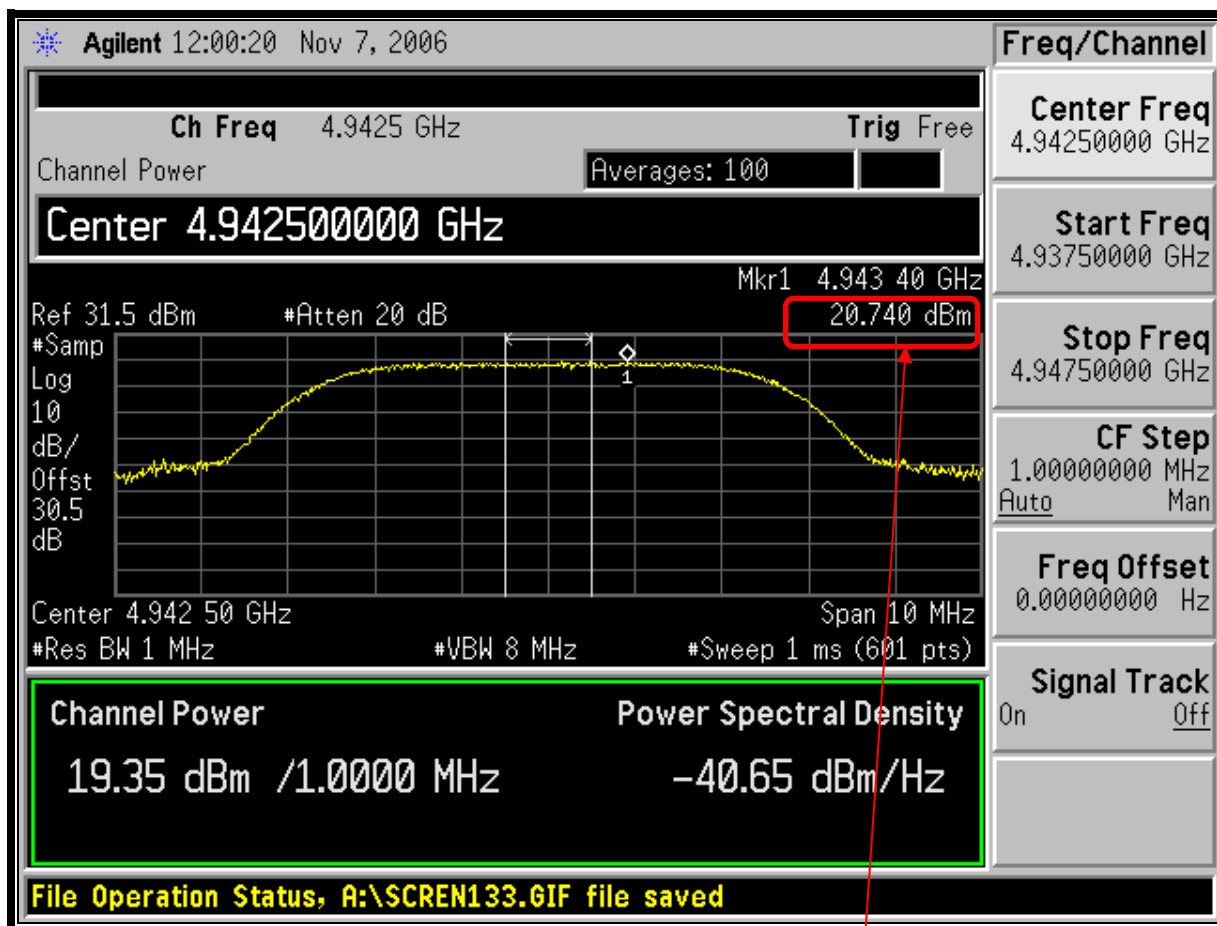 Agilent 12:00:20 Nov 7, 2006
Freq/Channel
Ch Freq 4.9425 GHz Trig Free
Channel Power Averages: 100
Center 4.942500000 GHz
Mkr1 4.943 40 GHz
Ref 31.5 dBm #Atten 20 dB 20.740 dBm
#Samp
Log
10
dB/
Offst
30.5
dB
1
Center 4.942 50 GHz Span 10 MHz
#Res BW 1 MHz #VBW 8 MHz #Sweep 1 ms (601 pts)
Channel Power Power Spectral Density
19.35 dBm /1.0000 MHz -40.65 dBm/Hz
File Operation Status, A:\SCREN133.GIF file saved
Center Freq
4.94250000 GHz
Start Freq
4.93750000 GHz
Stop Freq
4.94750000 GHz
CF Step
1.00000000 MHz
Auto Man
Freq Offset
0.00000000 Hz
Signal Track
On Off